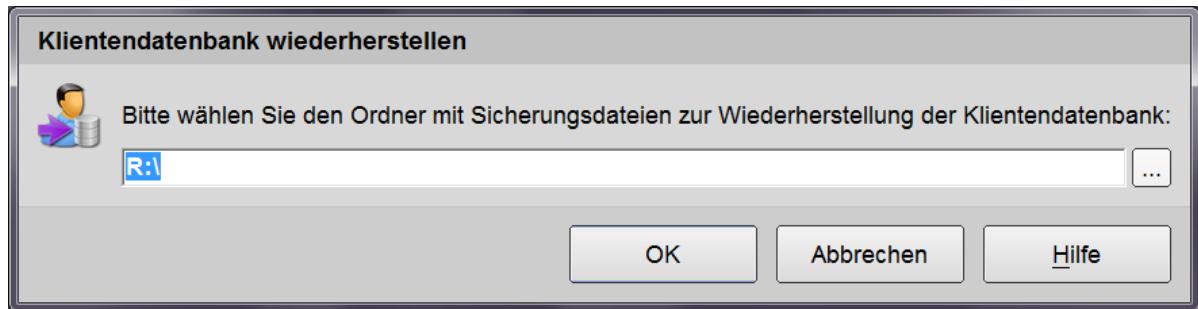 Klientendatenbank wiederherstellen
Bitte wählen Sie den Ordner mit Sicherungsdateien zur Wiederherstellung der Klientendatenbank:
R:\
...
OK
Abbrechen
Hilfe